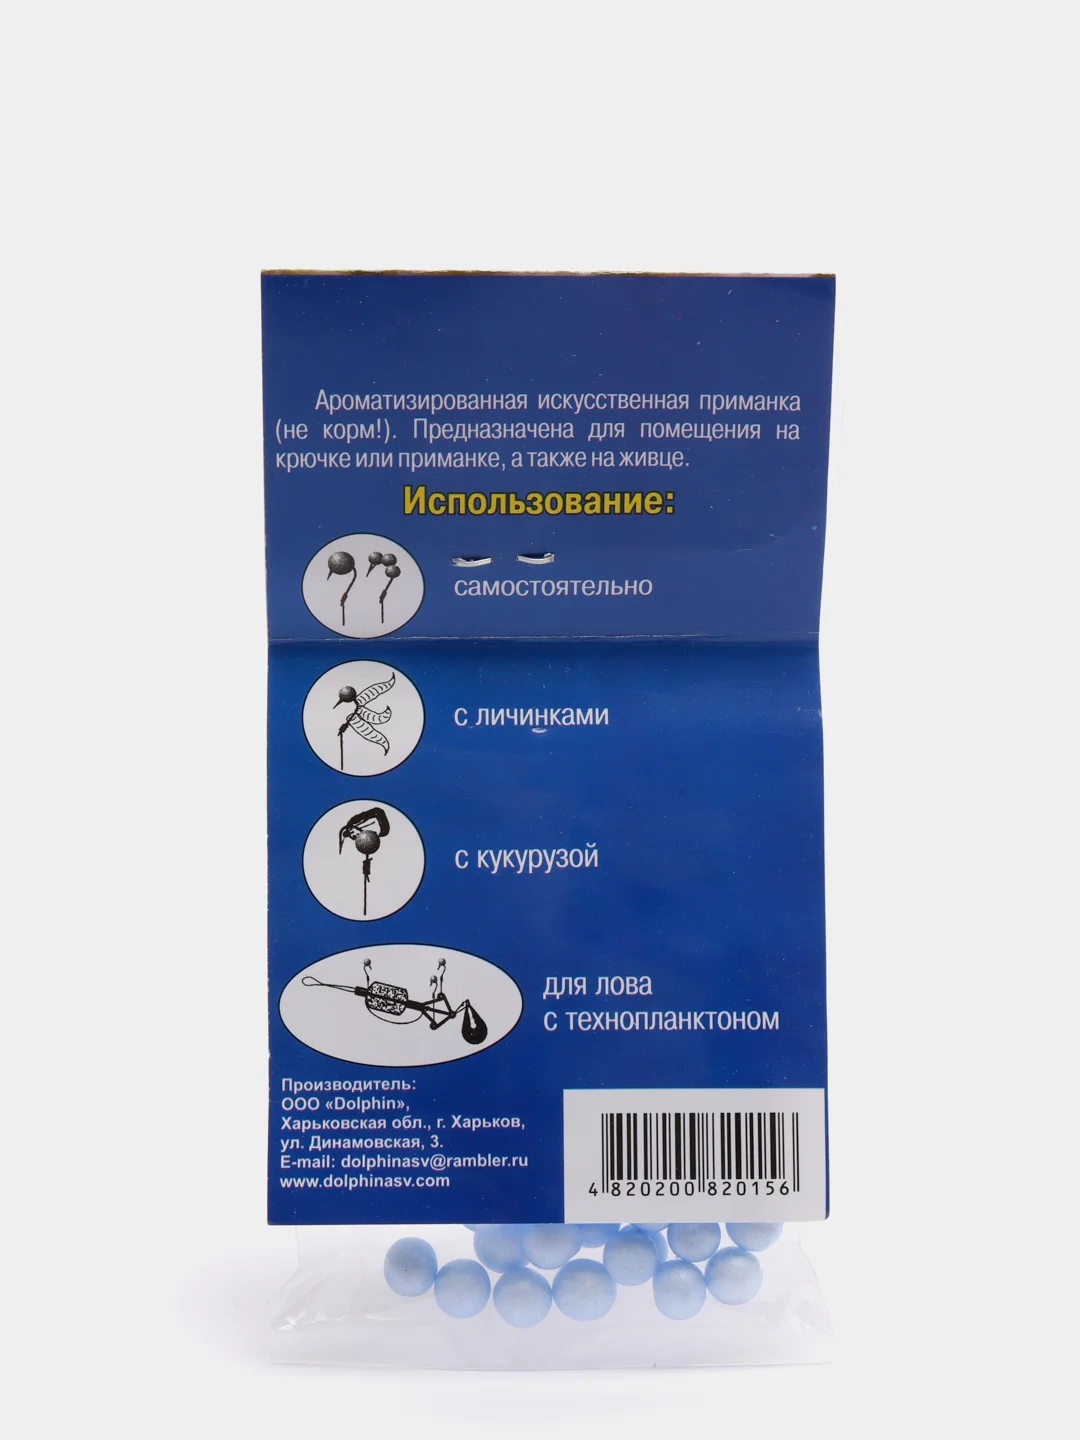 Ароматизированная искусственная приманка
(не корм!). Предназначена для помещения на
крючке или приманке, а также на живце.
Использование:
самостоятельно
с личинками
с кукурузой
для лова
с технопланктоном
Производитель:
ООО «Dolphin»,
Харьковская обл., г. Харьков,
ул. Динамовская, 3.
E-mail: dolphinasv@rambler.ru
www.dolphinasv.com
4 820200 820156